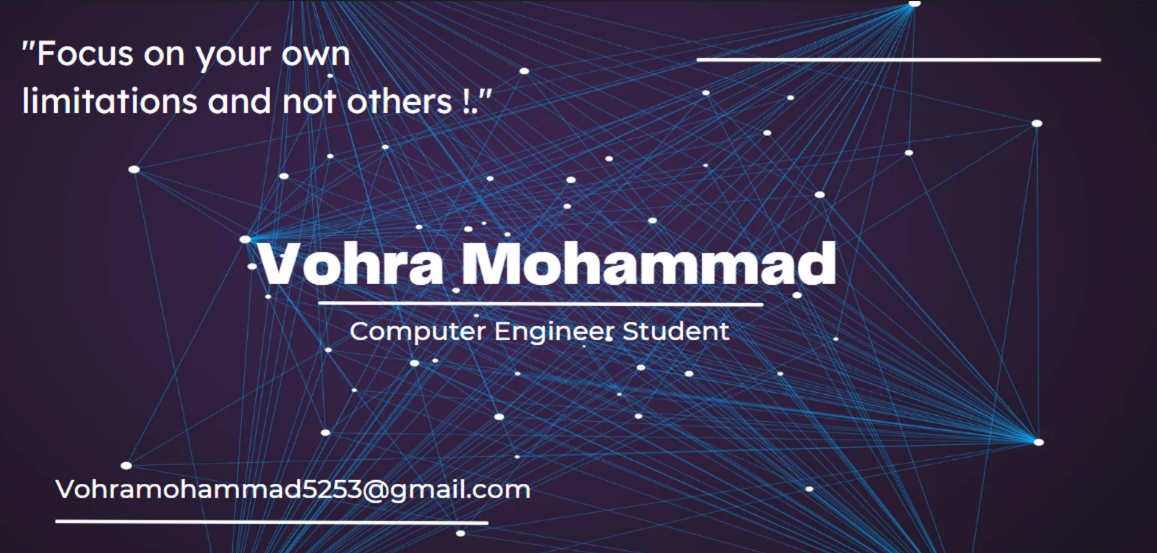 "Focus on your own
limitations and not others !."
Vohra Mohammad
Computer Engineer Student
Vohramohammad5253@gmail.com